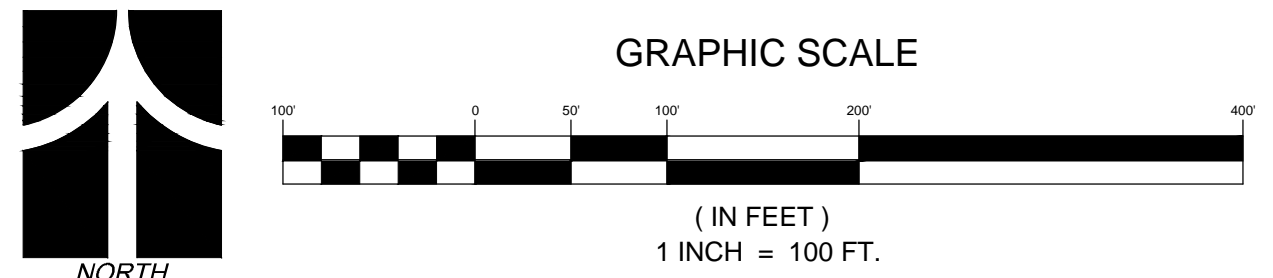 GRAPHIC SCALE
100' 0 50' 100' 200' 400'
( IN FEET )
1 INCH = 100 FT.
NORTH